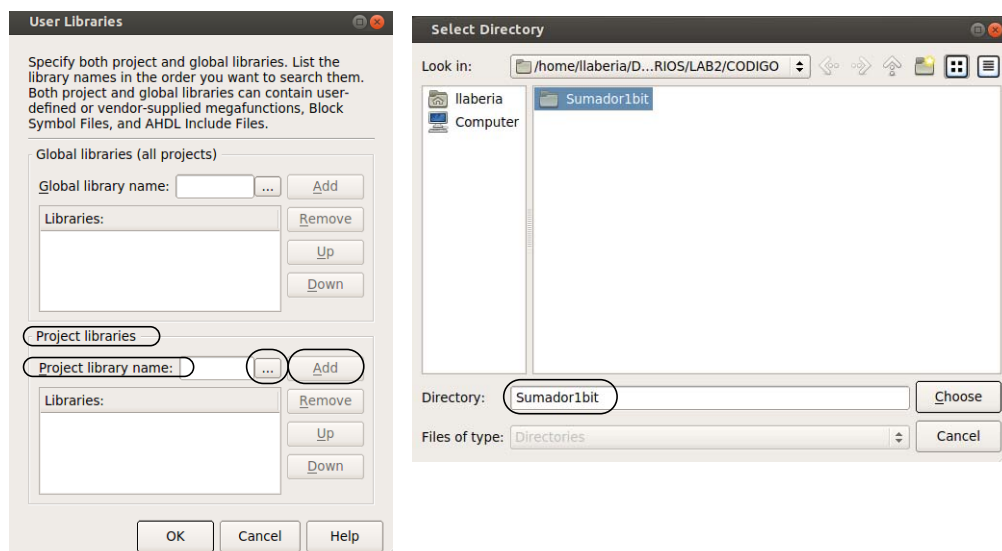 User Libraries
Specify both project and global libraries. List the
library names in the order you want to search them.
Both project and global libraries can contain user-
defined or vendor-supplied megafunctions, Block
Symbol Files, and AHDL Include Files.
Global libraries (all projects)
Global library name: ... Add
Libraries:
Remove
Up
Down
Project libraries
Project library name: ... Add
Libraries:
Remove
Up
Down
OK Cancel Help
Select Directory
Look in: /home/llaberia/D...RIOS/LAB2/CODIGO
llaberia
Computer
Sumador1bit
Directory: Sumador1bit Choose
Files of type: Directories Cancel